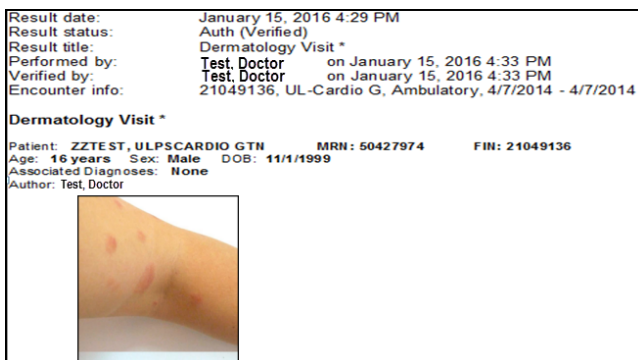 Result date: January 15, 2016 4:29 PM
Result status: Auth (Verified)
Result title: Dermatology Visit *
Performed by: Test, Doctor on January 15, 2016 4:33 PM
Verified by: Test, Doctor on January 15, 2016 4:33 PM
Encounter info: 21049136, UL-Cardio G, Ambulatory, 4/7/2014 - 4/7/2014
Dermatology Visit *
Patient: ZZTEST, ULPSCARDIO GTN MRN: 50427974 FIN: 21049136
Age: 16 years Sex: Male DOB: 11/1/1999
Associated Diagnoses: None
Author: Test, Doctor